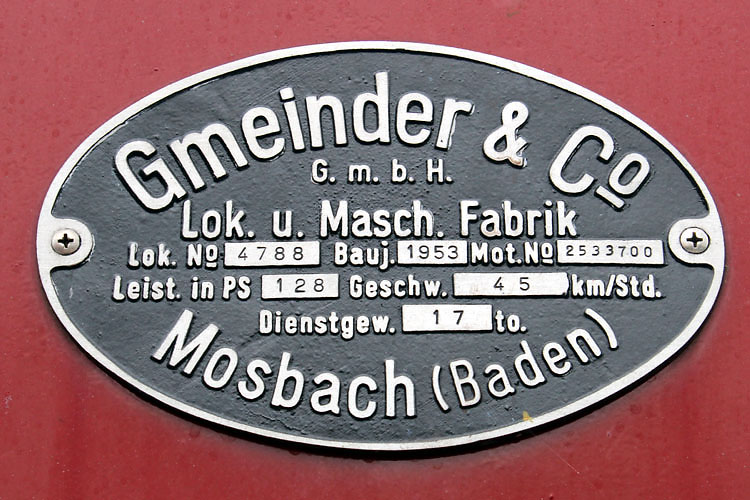 Gmeinder & Co
G. m. b. H.
Lok. u. Masch. Fabrik
Lok. No 4788 Bauj. 1953 Mot. No 2533700
Leist. in PS 128 Geschw. 45 km/Std.
Dienstgew. 17 to.
Mosbach (Baden)